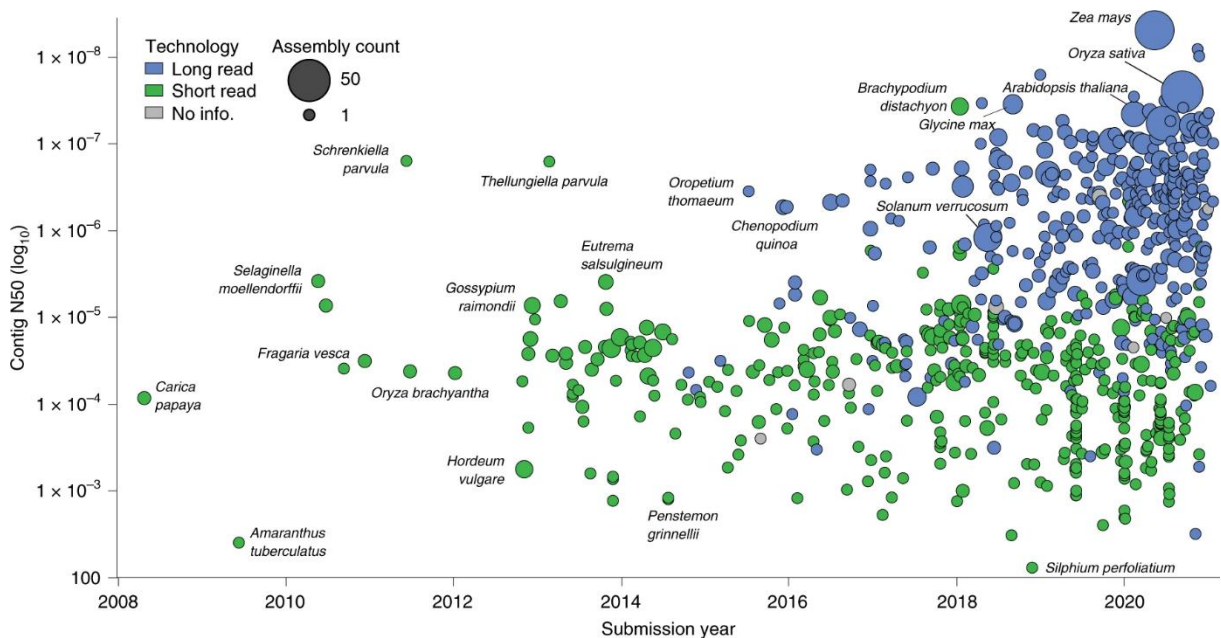 Technology
Long read
Short read
No info.
Assembly count
50
1
Contig N50 (log₁₀)
1 × 10⁻⁸
1 × 10⁻⁷
1 × 10⁻⁶
1 × 10⁻⁵
1 × 10⁻⁴
1 × 10⁻³
100
Zea mays
Oryza sativa
Brachypodium
distachyon
Arabidopsis thaliana
Glycine max
Schrenkiella
parvula
Thellungiella parvula
Oropetium
thomaeum
Chenopodium
quinoa
Solanum verrucosum
Selaginella
moellendorffii
Eutrema
salsugineum
Gossypium
raimondii
Fragaria vesca
Oryza brachyantha
Carica
papaya
Hordeum
vulgare
Penstemon
grinnellii
Amaranthus
tuberculatus
Silphium perfoliatum
2008
2010
2012
2014
2016
2018
2020
Submission year